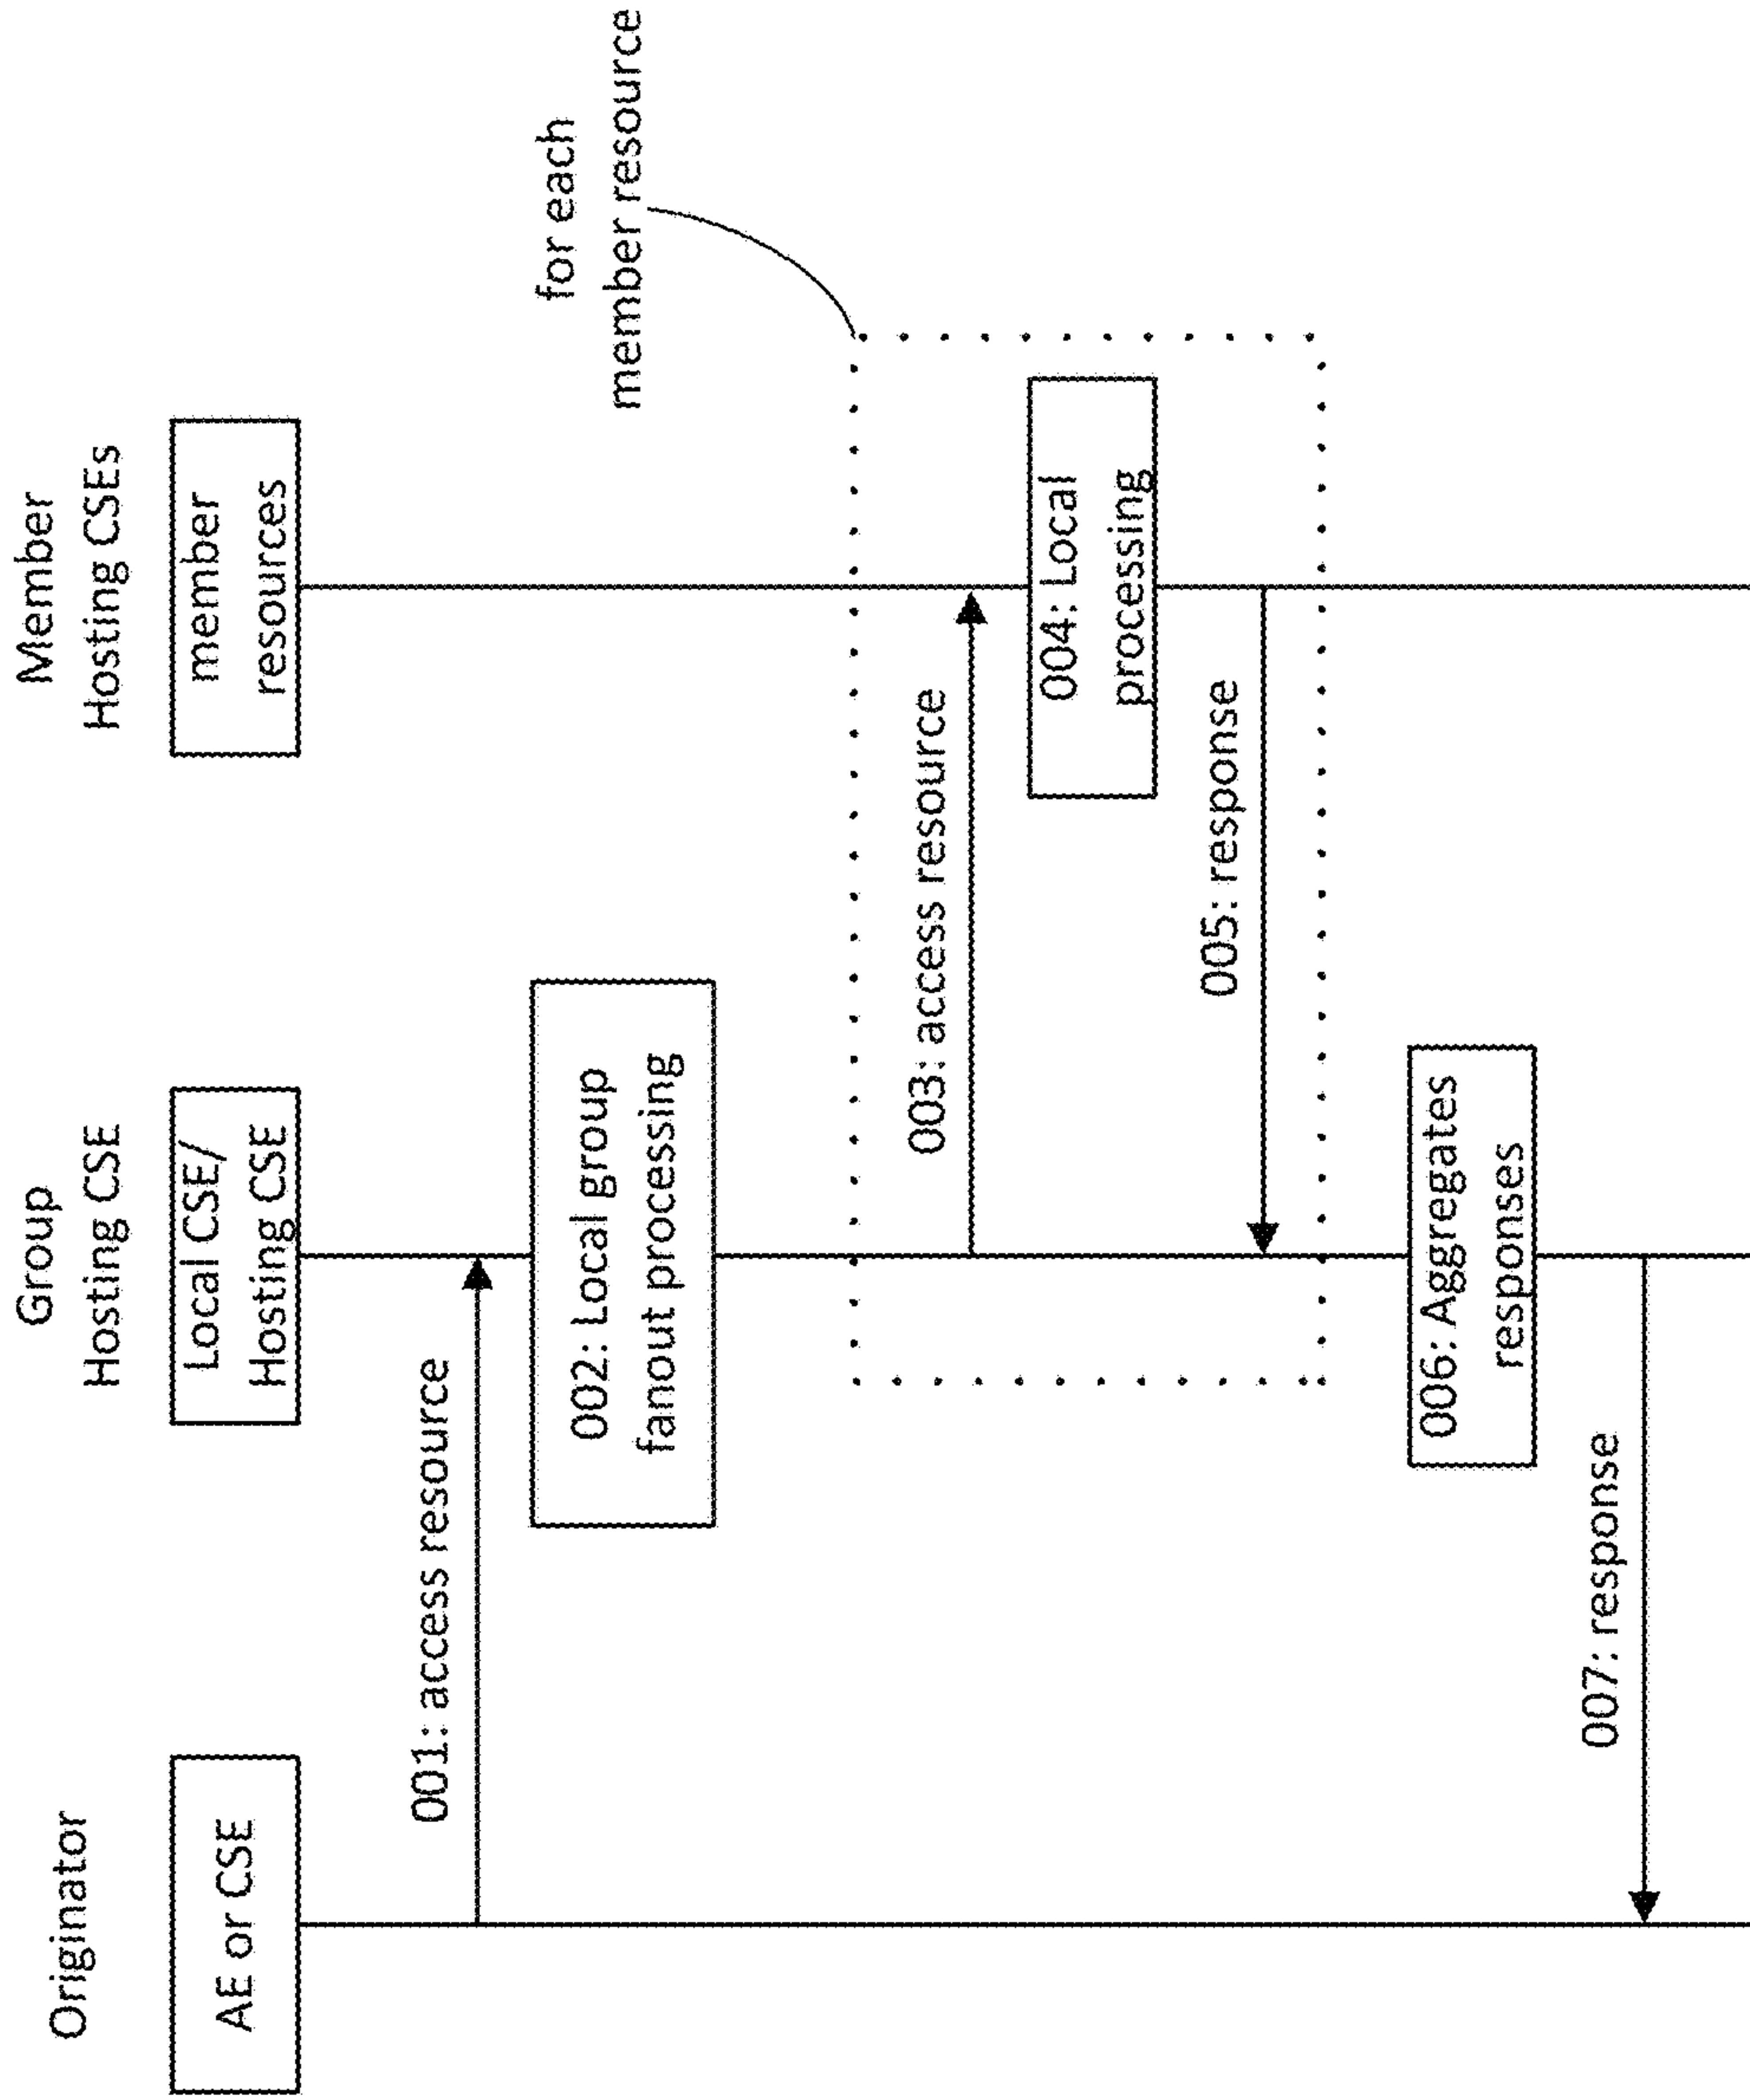 Originator
Group
Hosting CSE
Member
Hosting CSEs
AE or CSE
Local CSE/
Hosting CSE
member
resources
001: access resource
002: Local group
fanout processing
for each
member resource
003: access resource
004: Local
processing
005: response
006: Aggregates
responses
007: response